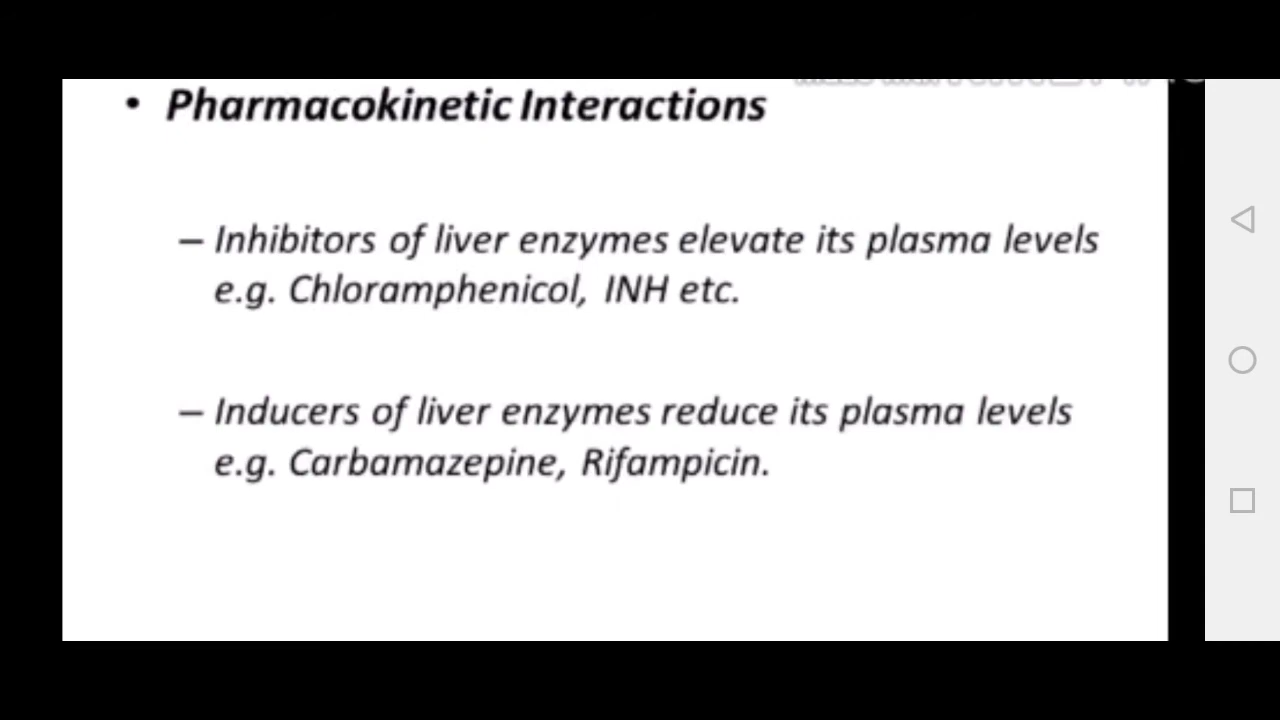 • Pharmacokinetic Interactions
– Inhibitors of liver enzymes elevate its plasma levels
e.g. Chloramphenicol, INH etc.
– Inducers of liver enzymes reduce its plasma levels
e.g. Carbamazepine, Rifampicin.